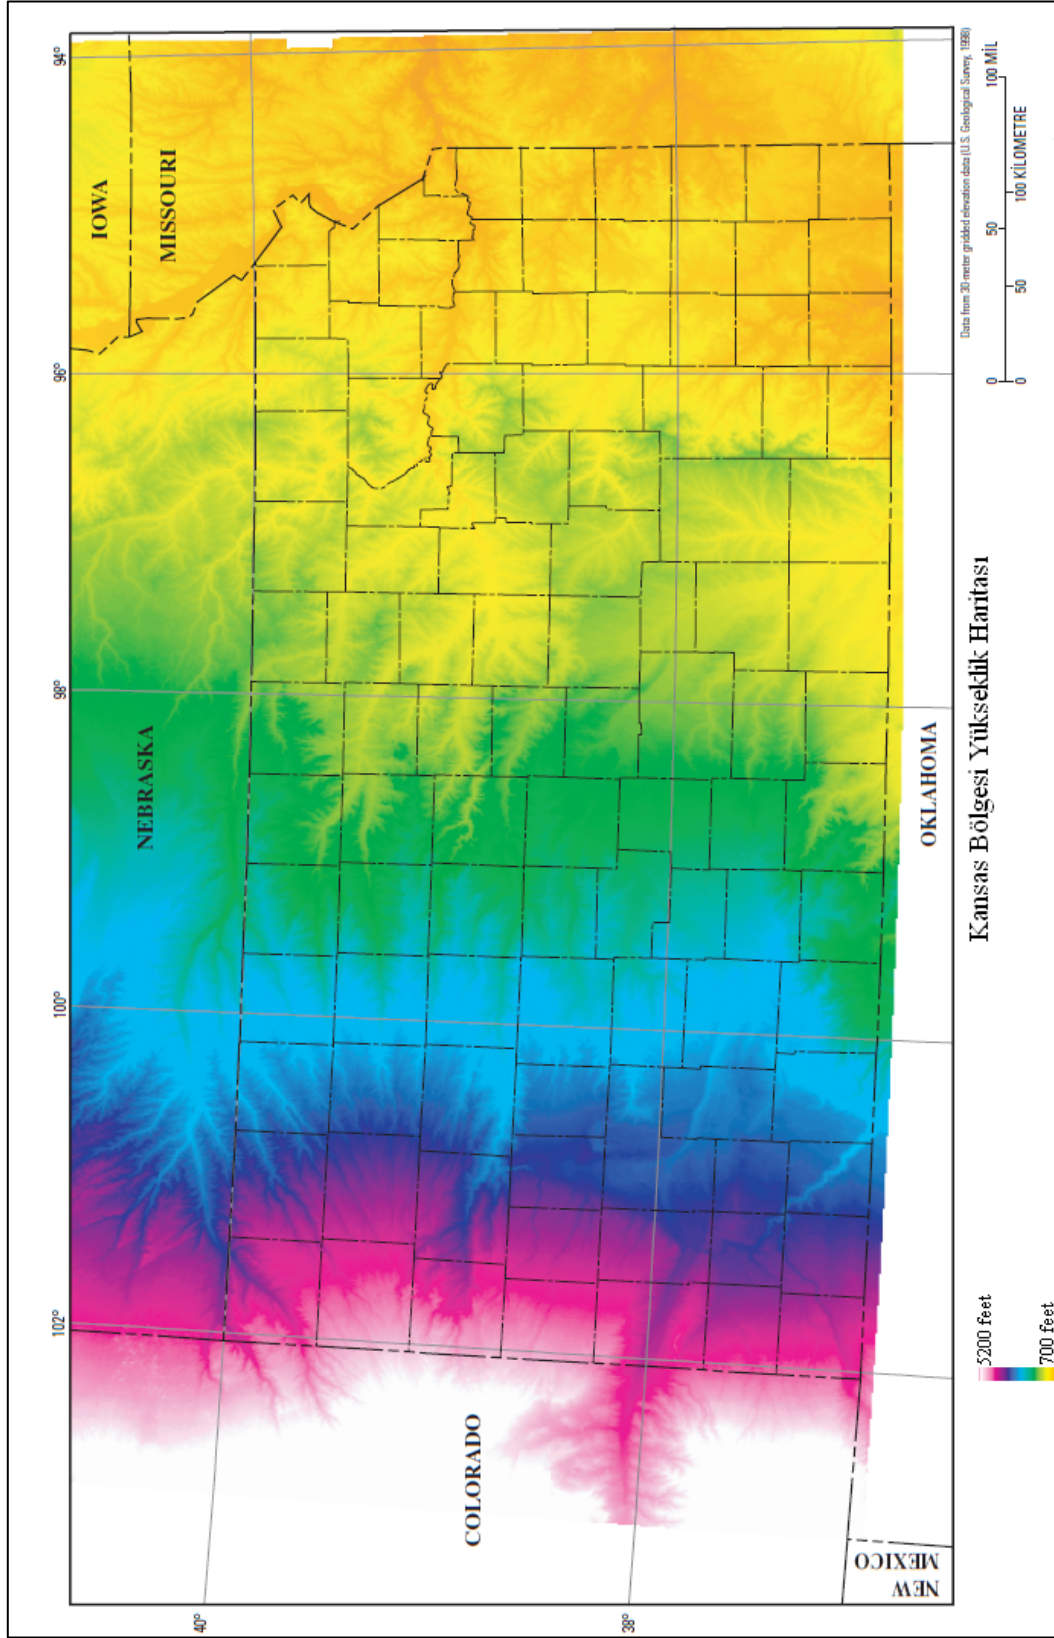 40°
38°
102°
100°
98°
96°
94°
NEBRASKA
IOWA
MISSOURI
COLORADO
NEW
MEXICO
OKLAHOMA
Data from 30-meter gridded elevation data (U.S. Geological Survey, 1998)
0 50 100 MİL
0 50 100 KİLOMETRE
Kansas Bölgesi Yükseklik Haritası
5200 feet
700 feet